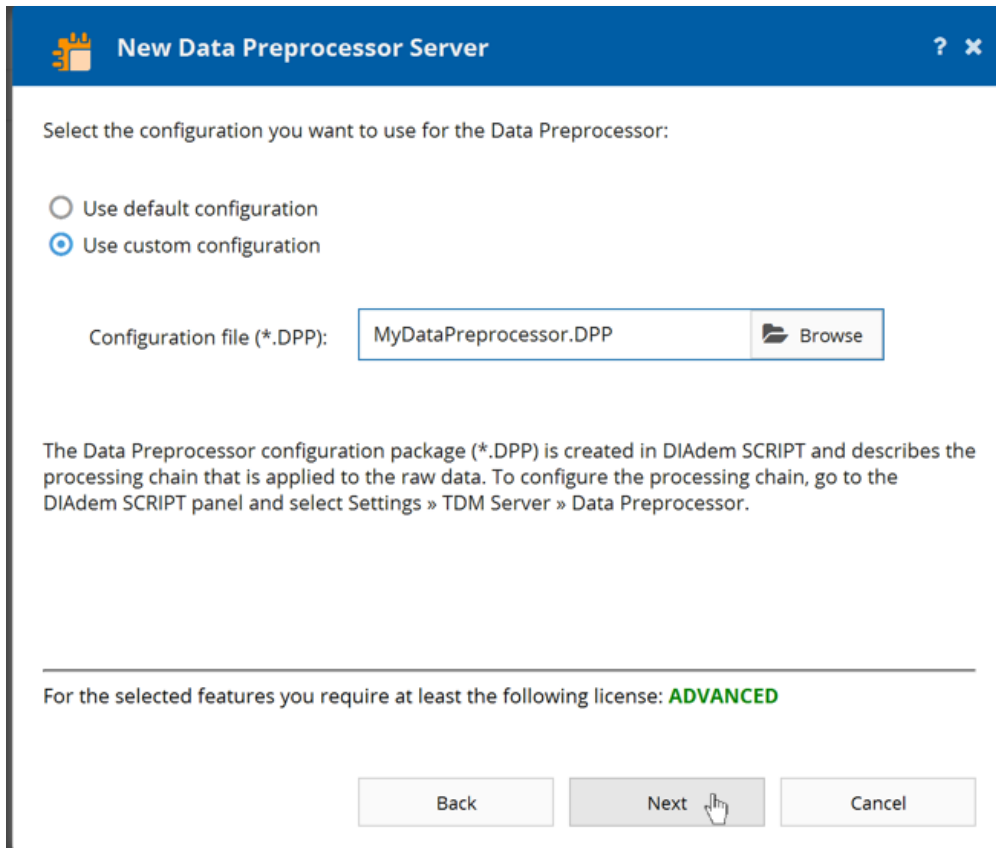 New Data Preprocessor Server ? ×
Select the configuration you want to use for the Data Preprocessor:
Use default configuration
Use custom configuration
Configuration file (*.DPP): MyDataPreprocessor.DPP Browse
The Data Preprocessor configuration package (*.DPP) is created in DIAdem SCRIPT and describes the
processing chain that is applied to the raw data. To configure the processing chain, go to the
DIAdem SCRIPT panel and select Settings » TDM Server » Data Preprocessor.
For the selected features you require at least the following license: ADVANCED
Back Next Cancel